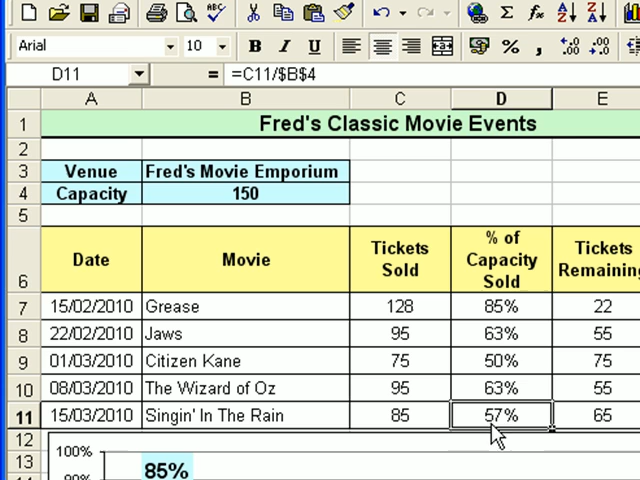 Arial 10 B I U % ,
D11 = =C11/$B$4
A B C D E
1 Fred's Classic Movie Events
2
3 Venue Fred's Movie Emporium
4 Capacity 150
5
6 Date Movie Tickets Sold % of Capacity Sold Tickets Remaining
7 15/02/2010 Grease 128 85% 22
8 22/02/2010 Jaws 95 63% 55
9 01/03/2010 Citizen Kane 75 50% 75
10 08/03/2010 The Wizard of Oz 95 63% 55
11 15/03/2010 Singin' In The Rain 85 57% 65
12 100%
13 85%